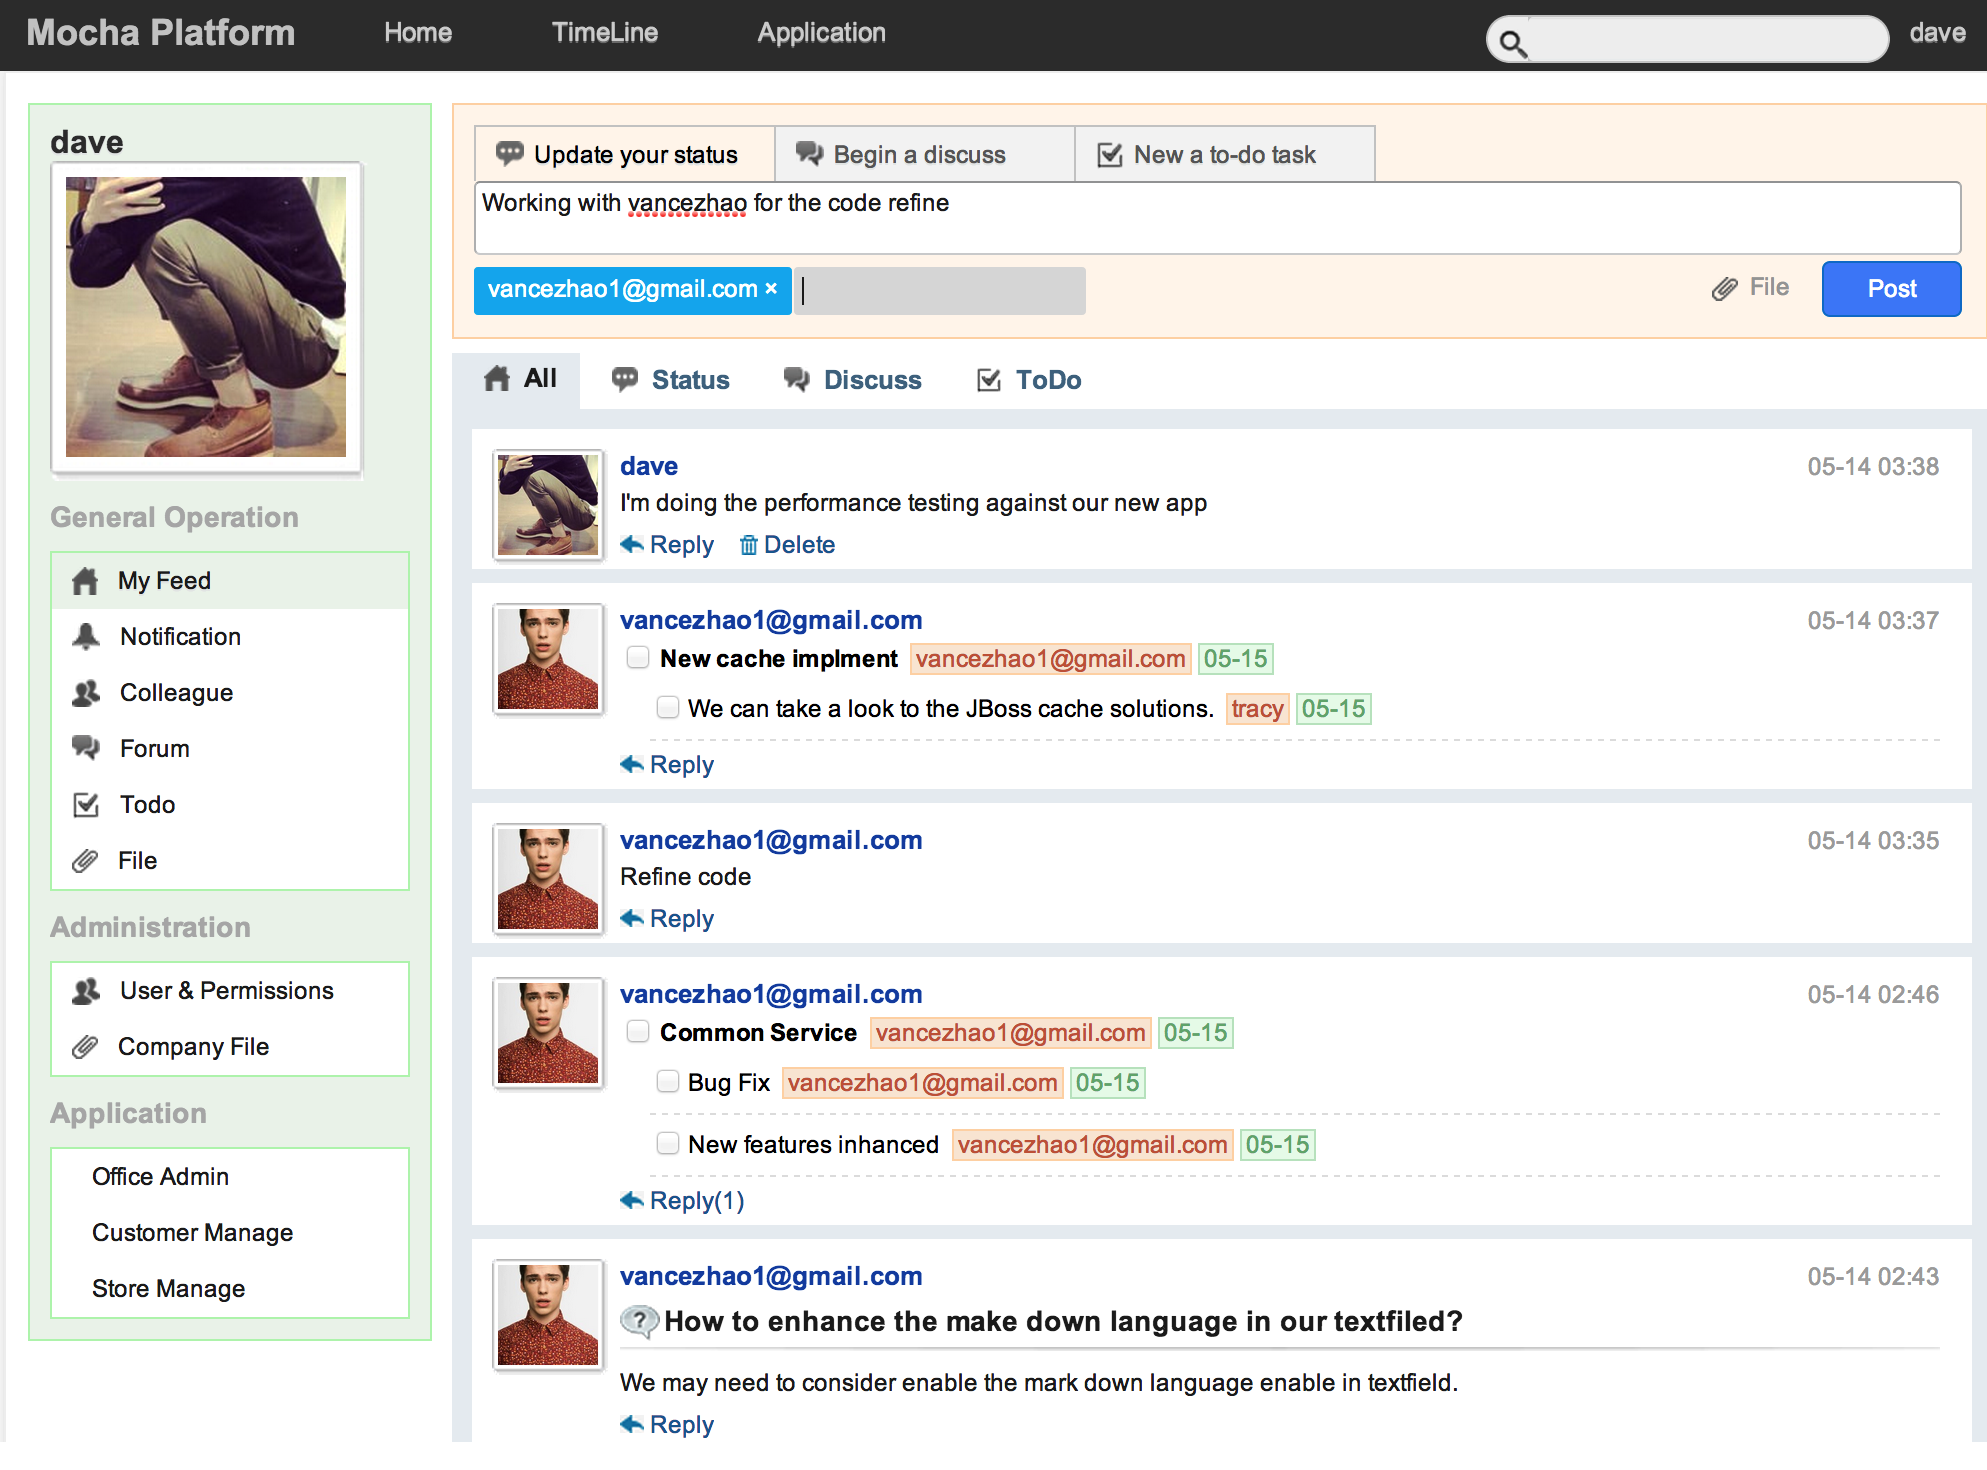 Mocha Platform Home TimeLine Application dave
dave
General Operation
My Feed
Notification
Colleague
Forum
Todo
File
Administration
User & Permissions
Company File
Application
Office Admin
Customer Manage
Store Manage
Update your status Begin a discuss New a to-do task
Working with vancezhao for the code refine
vancezhao1@gmail.com × File Post
All Status Discuss ToDo
dave 05-14 03:38
I'm doing the performance testing against our new app
Reply Delete
vancezhao1@gmail.com 05-14 03:37
New cache implment vancezhao1@gmail.com 05-15
We can take a look to the JBoss cache solutions. tracy 05-15
Reply
vancezhao1@gmail.com 05-14 03:35
Refine code
Reply
vancezhao1@gmail.com 05-14 02:46
Common Service vancezhao1@gmail.com 05-15
Bug Fix vancezhao1@gmail.com 05-15
New features inhanced vancezhao1@gmail.com 05-15
Reply(1)
vancezhao1@gmail.com 05-14 02:43
How to enhance the make down language in our textfiled?
We may need to consider enable the mark down language enable in textfield.
Reply